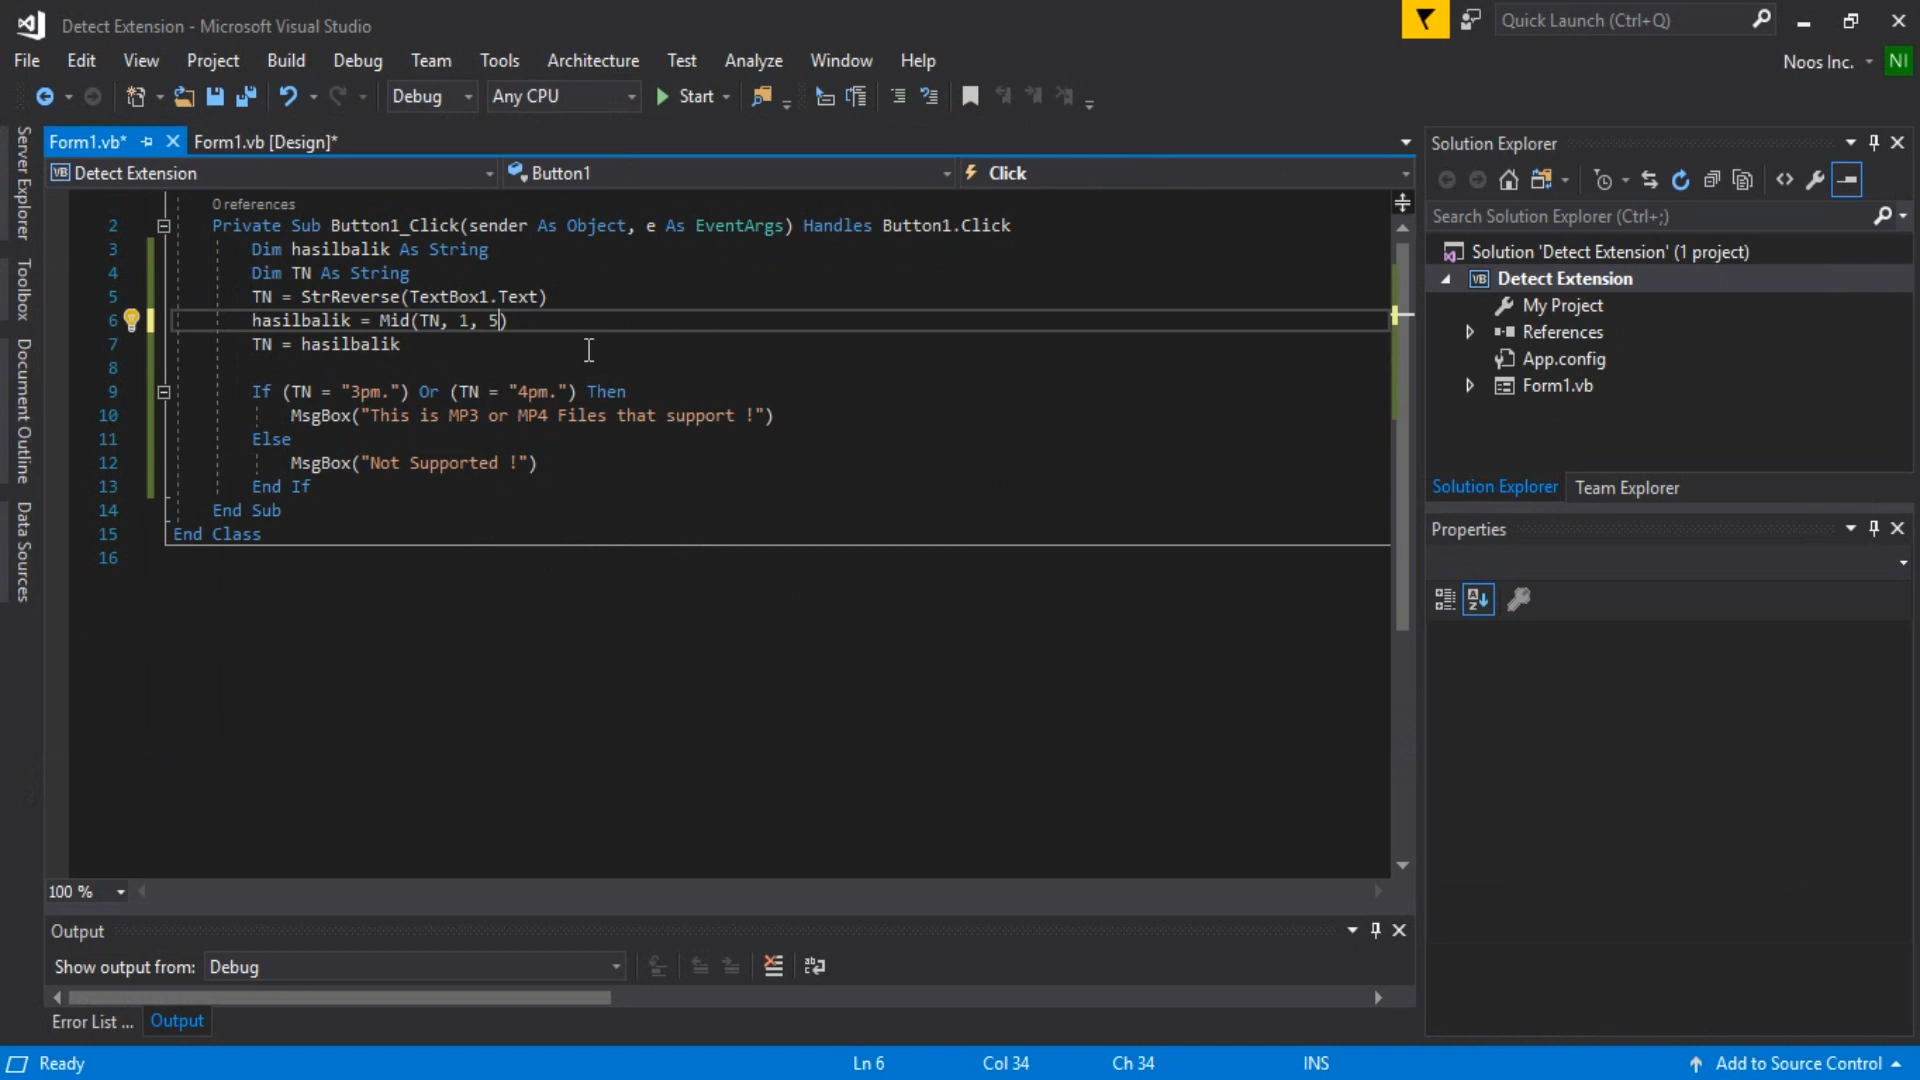 Detect Extension - Microsoft Visual Studio
Quick Launch (Ctrl+Q)
File Edit View Project Build Debug Team Tools Architecture Test Analyze Window Help
Noos Inc. NI
Debug Any CPU Start
Form1.vb* Form1.vb [Design]*
VB Detect Extension Button1 Click
Server Explorer
Toolbox
Document Outline
Data Sources
0 references
2 Private Sub Button1_Click(sender As Object, e As EventArgs) Handles Button1.Click
3 Dim hasilbalik As String
4 Dim TN As String
5 TN = StrReverse(TextBox1.Text)
6 hasilbalik = Mid(TN, 1, 5)
7 TN = hasilbalik
8
9 If (TN = "3pm.") Or (TN = "4pm.") Then
10 MsgBox("This is MP3 or MP4 Files that support !")
11 Else
12 MsgBox("Not Supported !")
13 End If
14 End Sub
15 End Class
16
100 %
Output
Show output from: Debug
Error List ... Output
Solution Explorer
Search Solution Explorer (Ctrl+;)
Solution 'Detect Extension' (1 project)
VB Detect Extension
My Project
References
App.config
Form1.vb
Solution Explorer Team Explorer
Properties
Ready Ln 6 Col 34 Ch 34 INS Add to Source Control